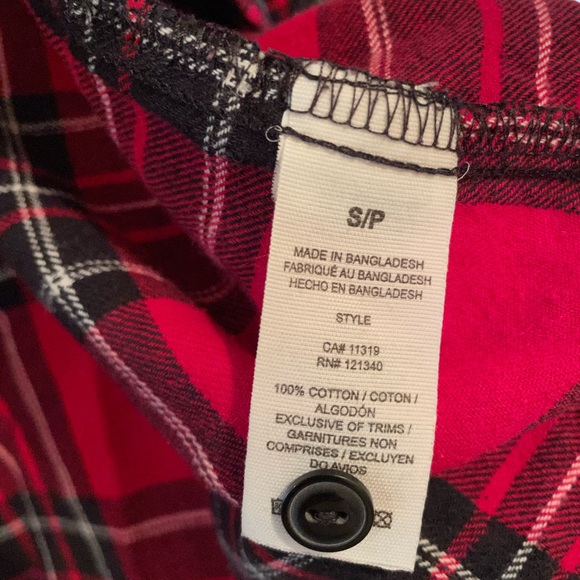 S/P
MADE IN BANGLADESH
FABRIQUÉ AU BANGLADESH
HECHO EN BANGLADESH
STYLE
CA# 11319
RN# 121340
100% COTTON / COTON /
ALGODÓN
EXCLUSIVE OF TRIMS /
GARNITURES NON
COMPRISES / EXCLUYEN
DO AVIOS